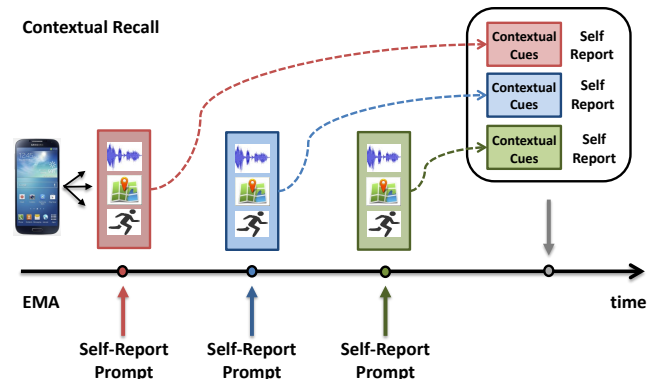 Contextual Recall
Contextual
Cues
Self
Report
Contextual
Cues
Self
Report
Contextual
Cues
Self
Report
EMA
time
Self-Report
Prompt
Self-Report
Prompt
Self-Report
Prompt